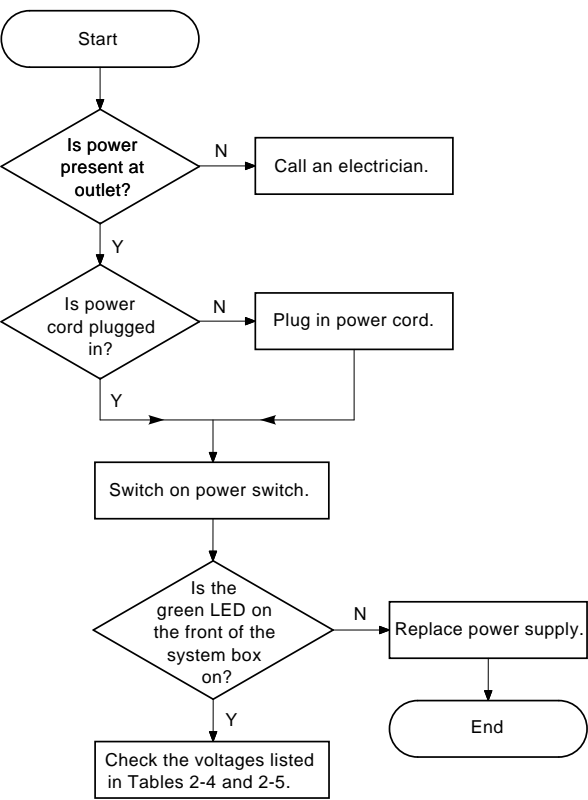 Start
Is power
present at
outlet?
N
Call an electrician.
Y
Is power
cord plugged
in?
N
Plug in power cord.
Y
Switch on power switch.
Is the
green LED on
the front of the
system box
on?
N
Replace power supply.
Y
End
Check the voltages listed
in Tables 2-4 and 2-5.